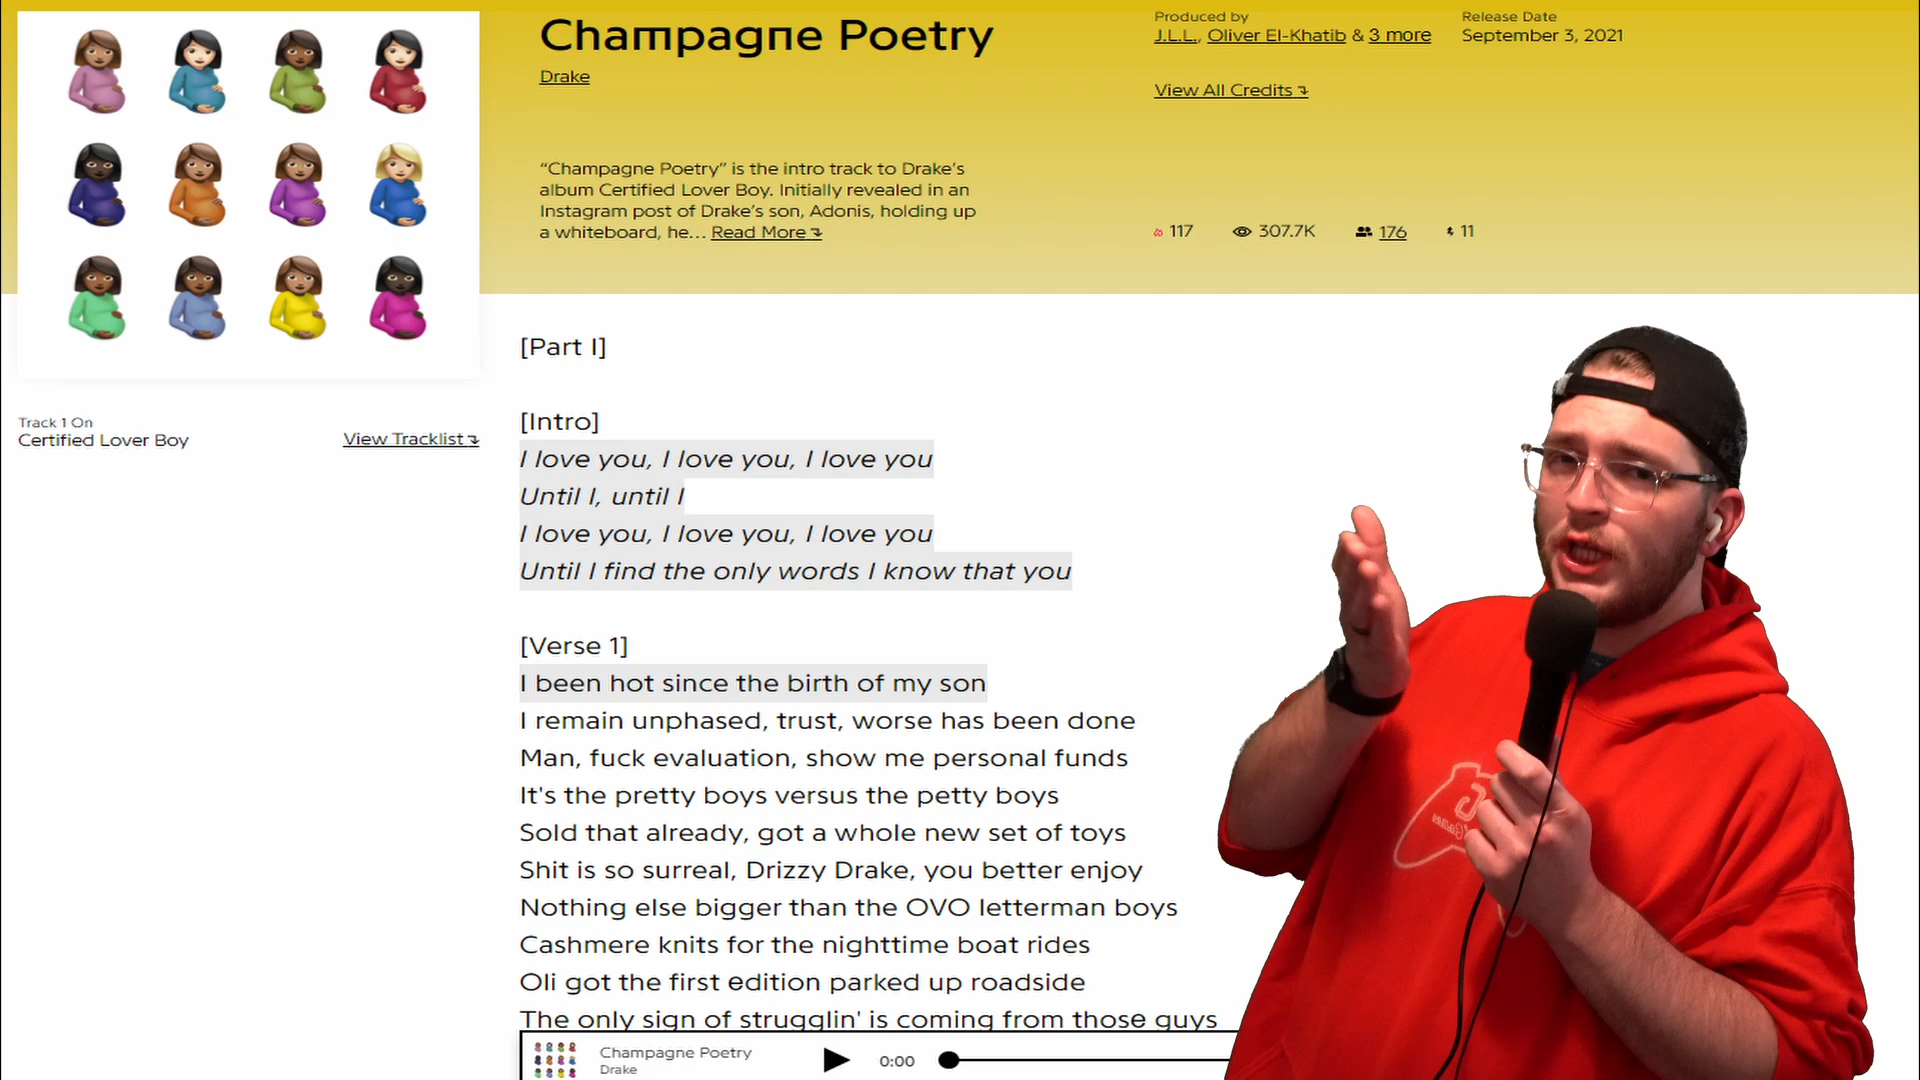 Champagne Poetry
Drake
Produced by
J.L.L., Oliver El-Khatib & 3 more
Release Date
September 3, 2021
View All Credits
“Champagne Poetry” is the intro track to Drake’s
album Certified Lover Boy. Initially revealed in an
Instagram post of Drake’s son, Adonis, holding up
a whiteboard, he... Read More
117 307.7K 176 11
Track 1 On
Certified Lover Boy
View Tracklist
[Part I]
[Intro]
I love you, I love you, I love you
Until I, until I
I love you, I love you, I love you
Until I find the only words I know that you
[Verse 1]
I been hot since the birth of my son
I remain unphased, trust, worse has been done
Man, fuck evaluation, show me personal funds
It's the pretty boys versus the petty boys
Sold that already, got a whole new set of toys
Shit is so surreal, Drizzy Drake, you better enjoy
Nothing else bigger than the OVO letterman boys
Cashmere knits for the nighttime boat rides
Oli got the first edition parked up roadside
The only sign of strugglin' is coming from those guys
Champagne Poetry
Drake
0:00